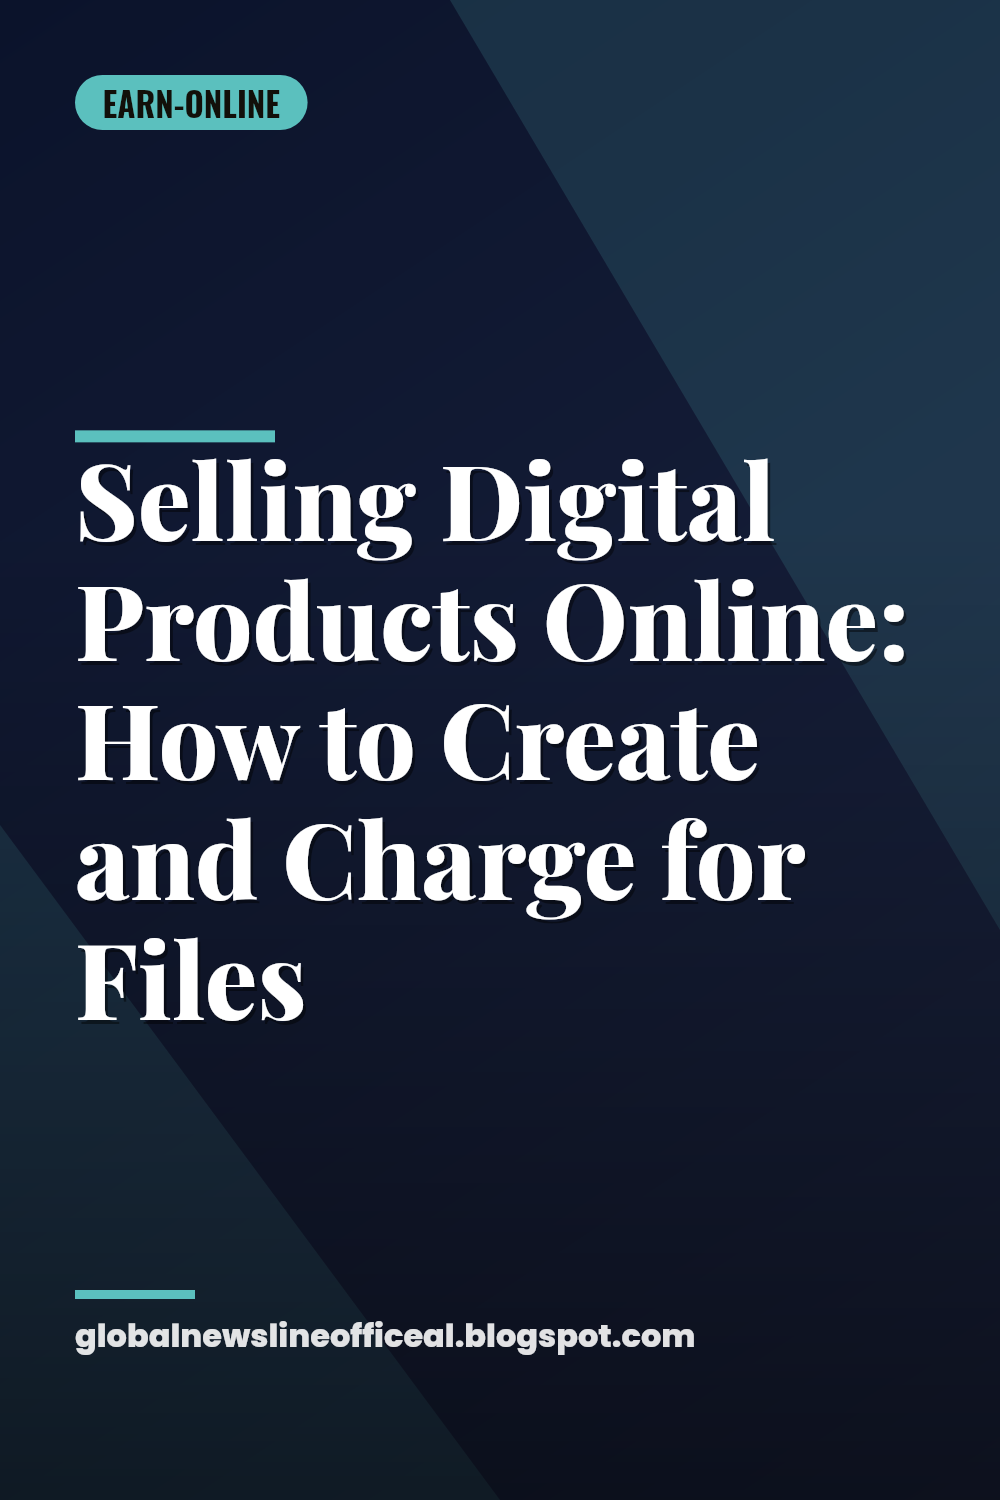 EARN-ONLINE
Selling Digital
Products Online:
How to Create
and Charge for
Files
globalnewslineofficeal.blogspot.com